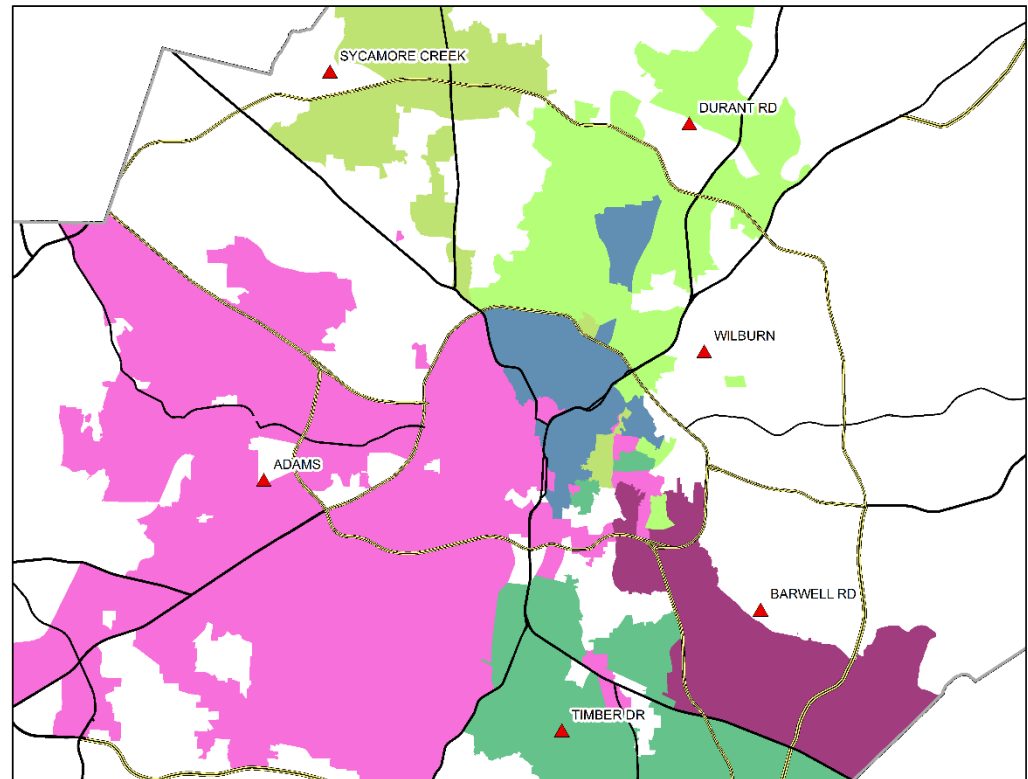 SYCAMORE CREEK
DURANT RD
WILBURN
ADAMS
BARWELL RD
TIMBER DR